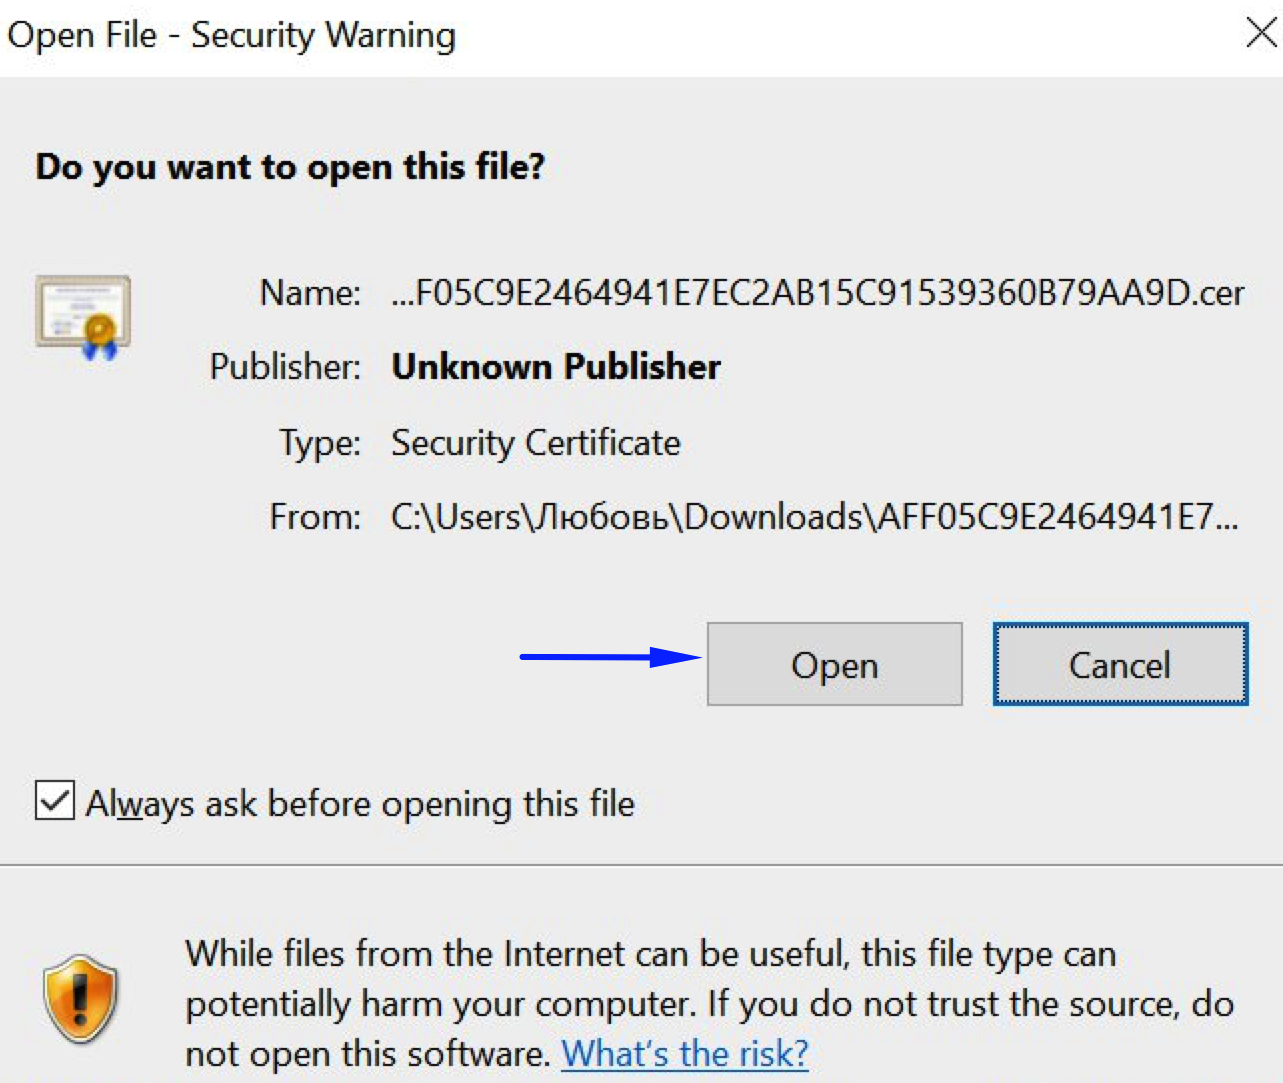 Open File - Security Warning
Do you want to open this file?
Name: ...F05C9E2464941E7EC2AB15C91539360B79AA9D.cer
Publisher: Unknown Publisher
Type: Security Certificate
From: C:\Users\Любовь\Downloads\AFF05C9E2464941E7...
Open Cancel
Always ask before opening this file
While files from the Internet can be useful, this file type can
potentially harm your computer. If you do not trust the source, do
not open this software. What's the risk?